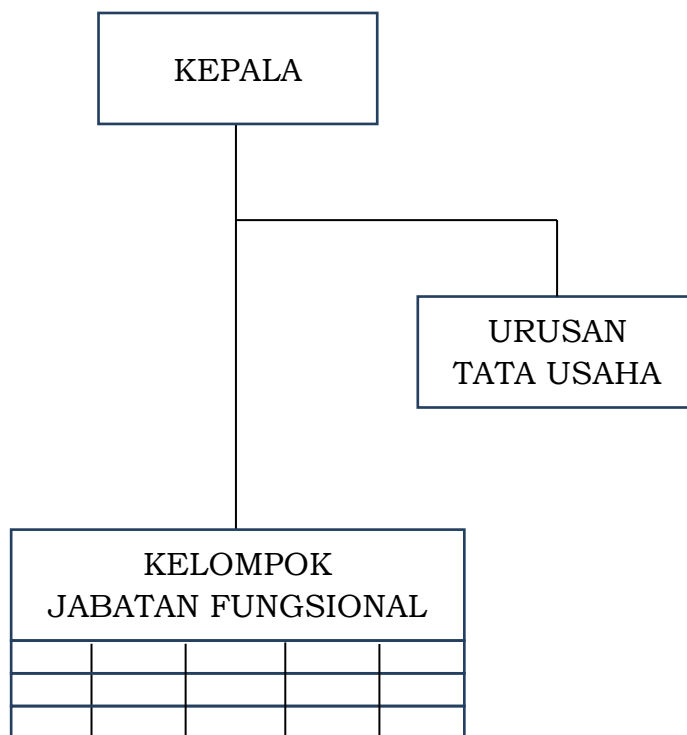 KEPALA
URUSAN
TATA USAHA
KELOMPOK
JABATAN FUNGSIONAL